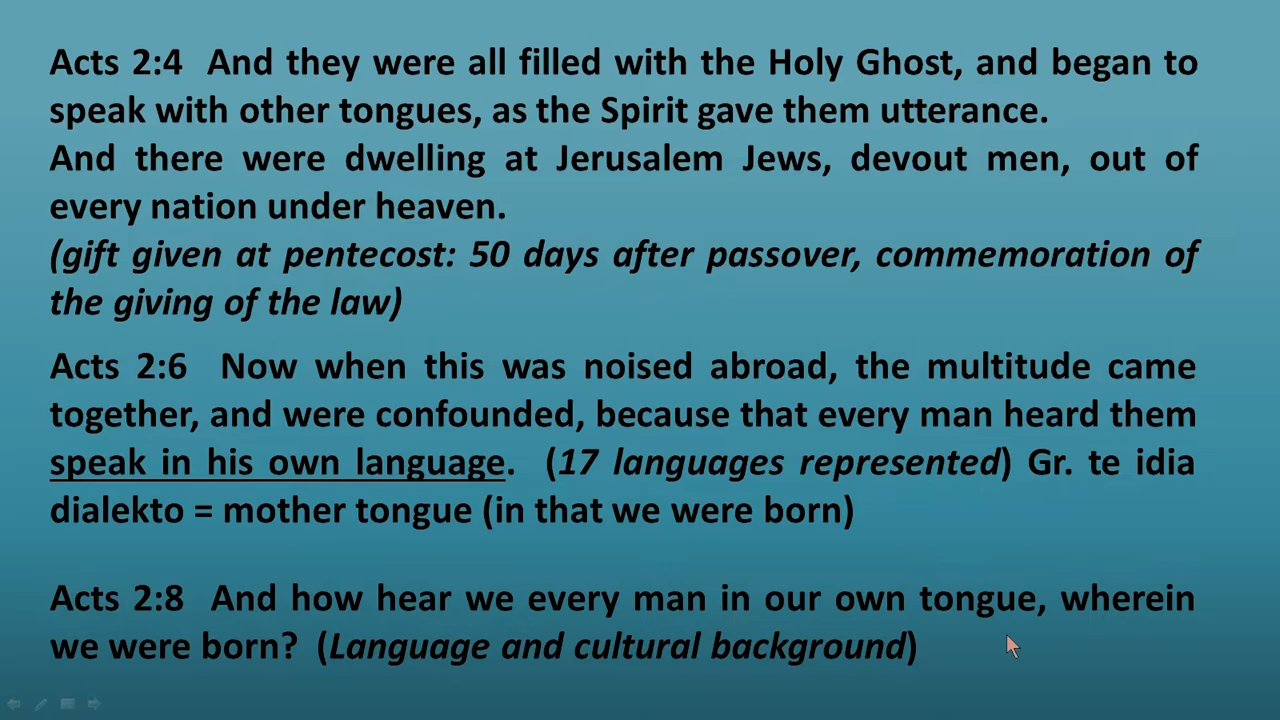 Acts 2:4 And they were all filled with the Holy Ghost, and began to
speak with other tongues, as the Spirit gave them utterance.
And there were dwelling at Jerusalem Jews, devout men, out of
every nation under heaven.
(gift given at pentecost: 50 days after passover, commemoration of
the giving of the law)
Acts 2:6 Now when this was noised abroad, the multitude came
together, and were confounded, because that every man heard them
speak in his own language. (17 languages represented) Gr. te idia
dialekto = mother tongue (in that we were born)
Acts 2:8 And how hear we every man in our own tongue, wherein
we were born? (Language and cultural background)